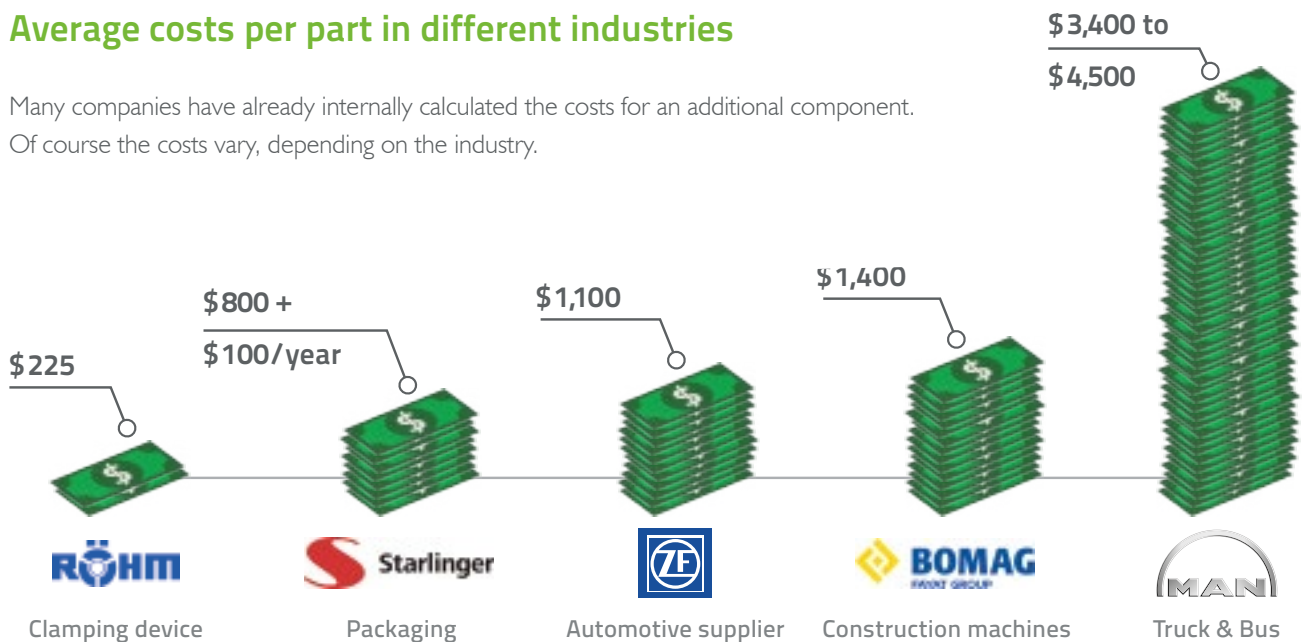 Average costs per part in different industries
Many companies have already internally calculated the costs for an additional component.
Of course the costs vary, depending on the industry.
$3,400 to
$4,500
$1,400
$1,100
$800 +
$100/year
$225
RÖHM
Starlinger
ZF
BOMAG
FAYAT GROUP
MAN
Clamping device
Packaging
Automotive supplier
Construction machines
Truck & Bus